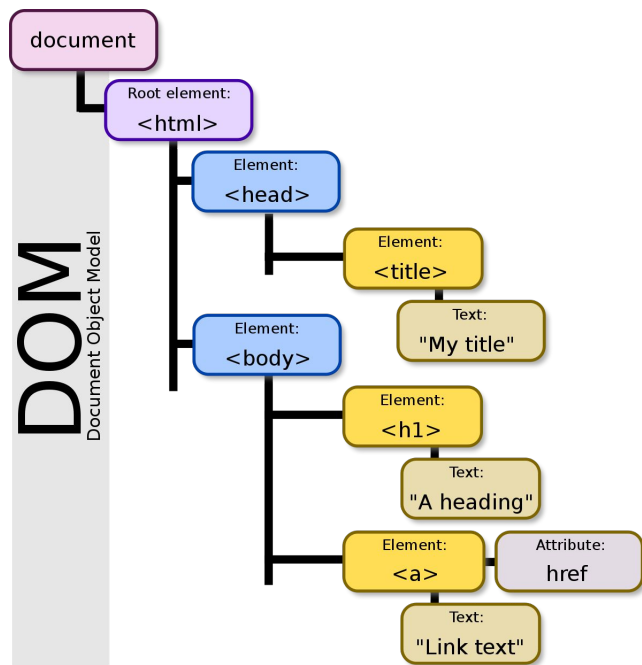 document
Root element:
<html>
Element:
<head>
Element:
<title>
Text:
"My title"
Element:
<body>
Element:
<h1>
Text:
"A heading"
Element:
<a>
Attribute:
href
Text:
"Link text"
DOM
Document Object Model